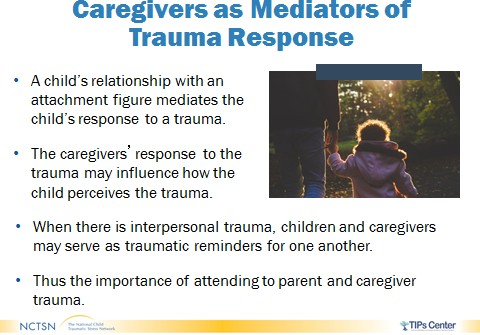 Caregivers as Mediators of
Trauma Response
• A child's relationship with an
attachment figure mediates the
child's response to a trauma.
• The caregivers’ response to the
trauma may influence how the
child perceives the trauma.
• When there is interpersonal trauma, children and caregivers
may serve as traumatic reminders for one another.
• Thus the importance of attending to parent and caregiver
trauma.
NCTSN
The National Child
Traumatic Stress Network
TIPs Center